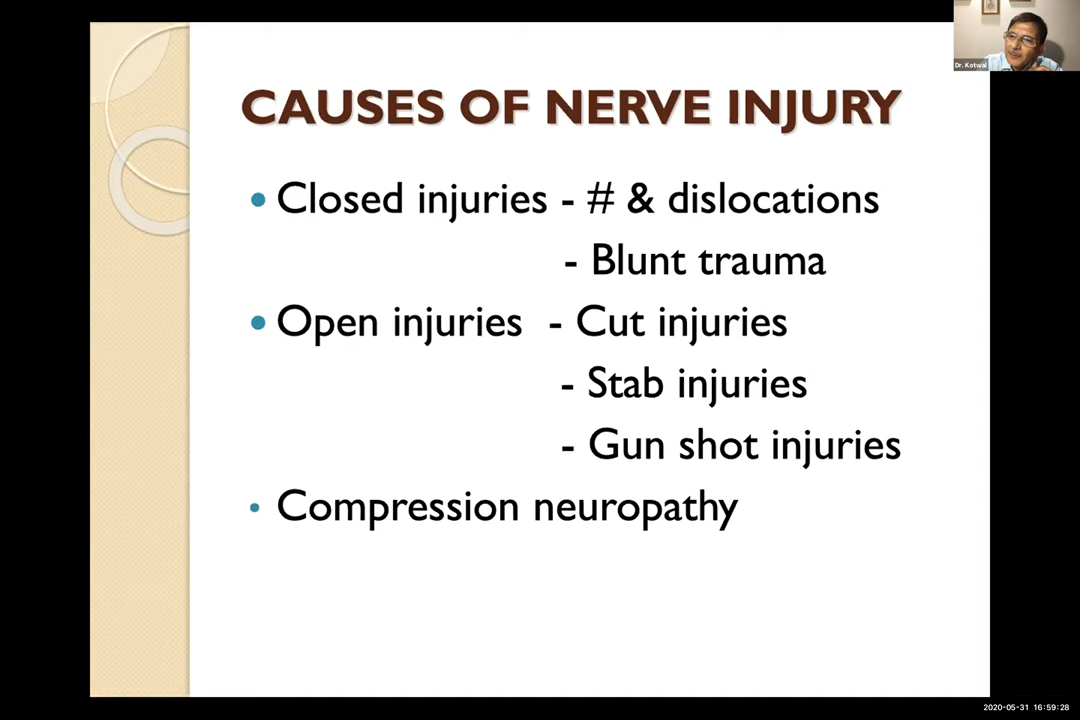 Dr. Kotwal
CAUSES OF NERVE INJURY
• Closed injuries - # & dislocations
- Blunt trauma
• Open injuries - Cut injuries
- Stab injuries
- Gun shot injuries
• Compression neuropathy
2020-05-31 16:59:28